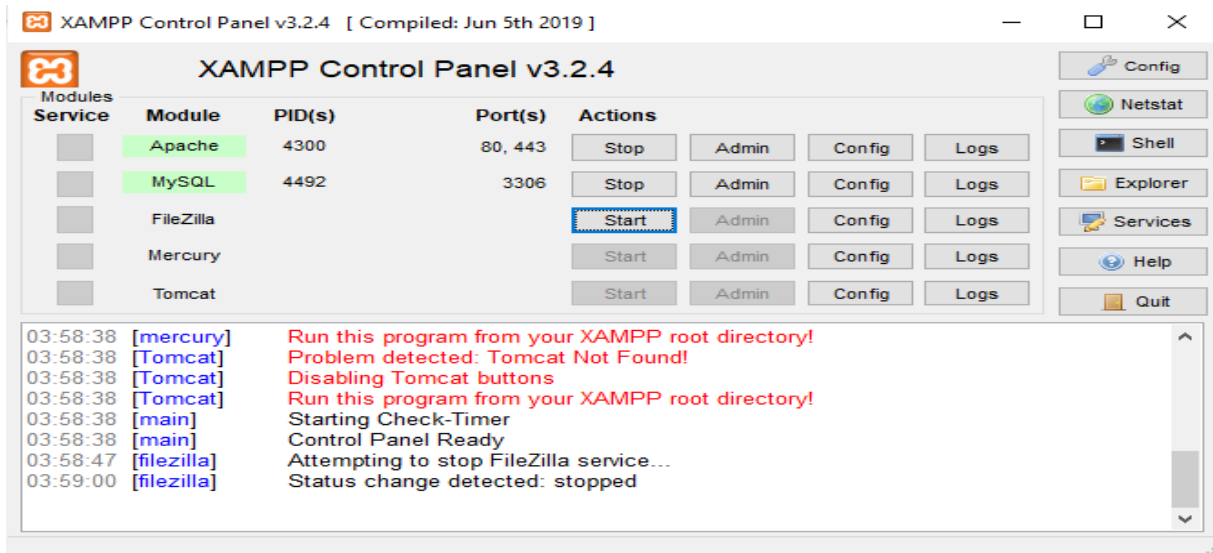 XAMPP Control Panel v3.2.4 [ Compiled: Jun 5th 2019 ]
XAMPP Control Panel v3.2.4
Config
Modules
Service Module PID(s) Port(s) Actions
Netstat
Apache 4300 80, 443 Stop Admin Config Logs
Shell
MySQL 4492 3306 Stop Admin Config Logs
Explorer
FileZilla Start Admin Config Logs
Services
Mercury Start Admin Config Logs
Help
Tomcat Start Admin Config Logs
Quit
03:58:38 [mercury] Run this program from your XAMPP root directory!
03:58:38 [Tomcat] Problem detected: Tomcat Not Found!
03:58:38 [Tomcat] Disabling Tomcat buttons
03:58:38 [Tomcat] Run this program from your XAMPP root directory!
03:58:38 [main] Starting Check-Timer
03:58:38 [main] Control Panel Ready
03:58:47 [filezilla] Attempting to stop FileZilla service...
03:59:00 [filezilla] Status change detected: stopped